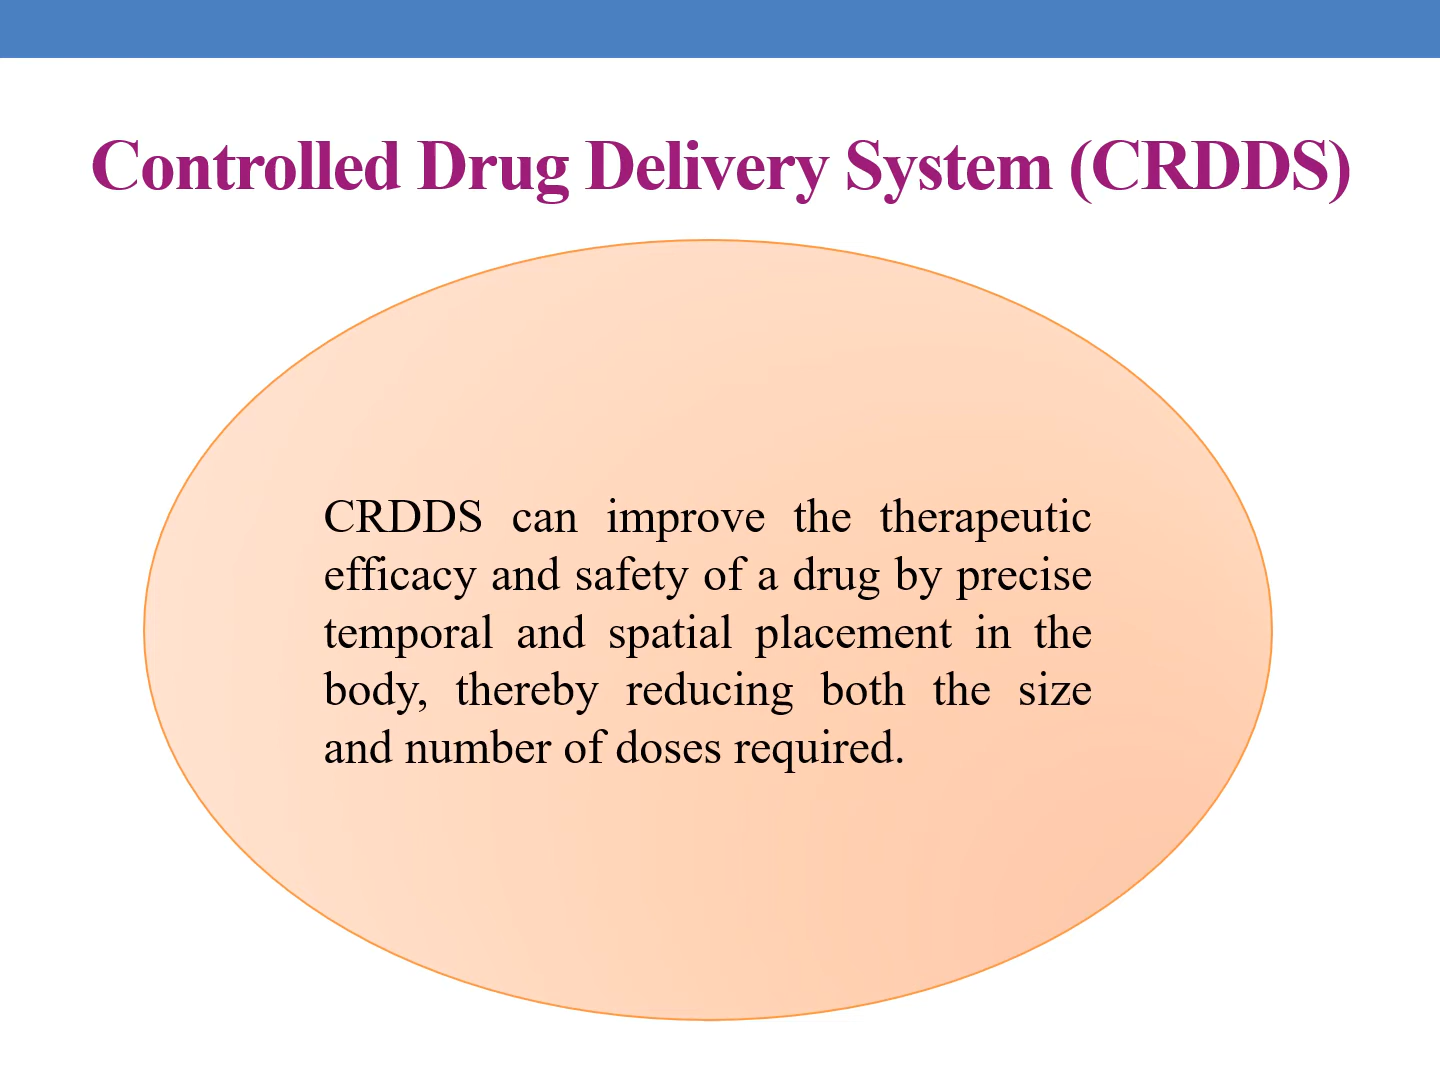 Controlled Drug Delivery System (CRDDS)
CRDDS can improve the therapeutic
efficacy and safety of a drug by precise
temporal and spatial placement in the
body, thereby reducing both the size
and number of doses required.